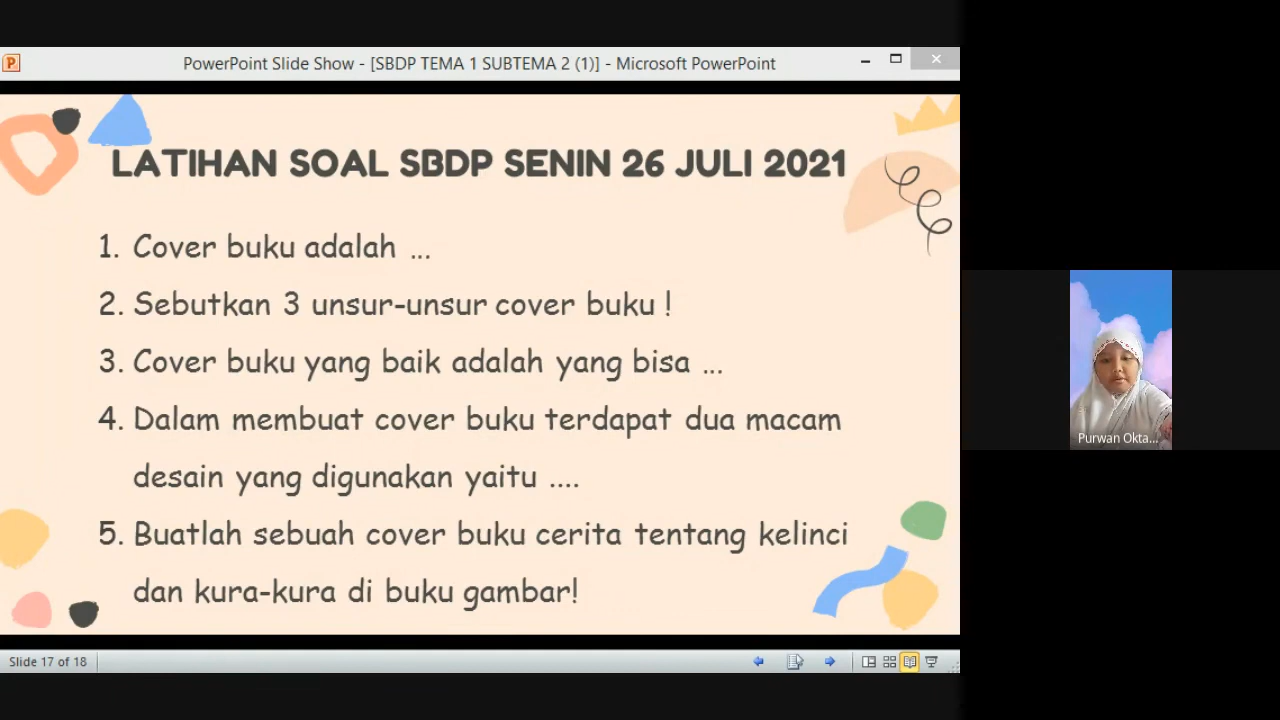 PowerPoint Slide Show - [SBDP TEMA 1 SUBTEMA 2 (1)] - Microsoft PowerPoint
LATIHAN SOAL SBDP SENIN 26 JULI 2021
1. Cover buku adalah ...
2. Sebutkan 3 unsur-unsur cover buku !
3. Cover buku yang baik adalah yang bisa ...
4. Dalam membuat cover buku terdapat dua macam
desain yang digunakan yaitu ....
5. Buatlah sebuah cover buku cerita tentang kelinci
dan kura-kura di buku gambar!
Slide 17 of 18
Purwan Okta...